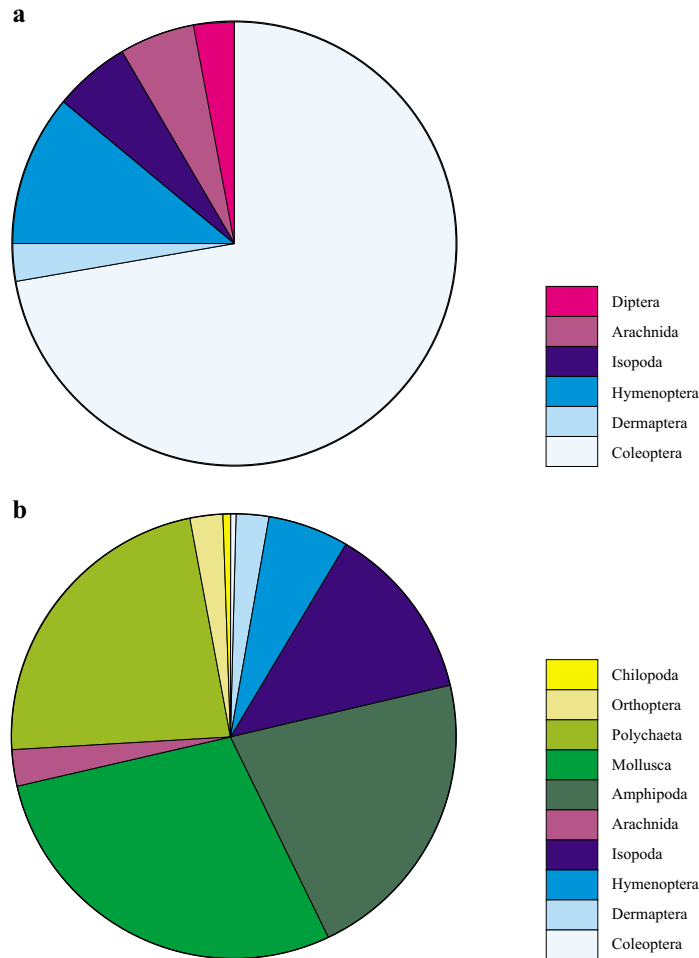 a
Diptera
Arachnida
Isopoda
Hymenoptera
Dermaptera
Coleoptera
b
Chilopoda
Orthoptera
Polychaeta
Mollusca
Amphipoda
Arachnida
Isopoda
Hymenoptera
Dermaptera
Coleoptera